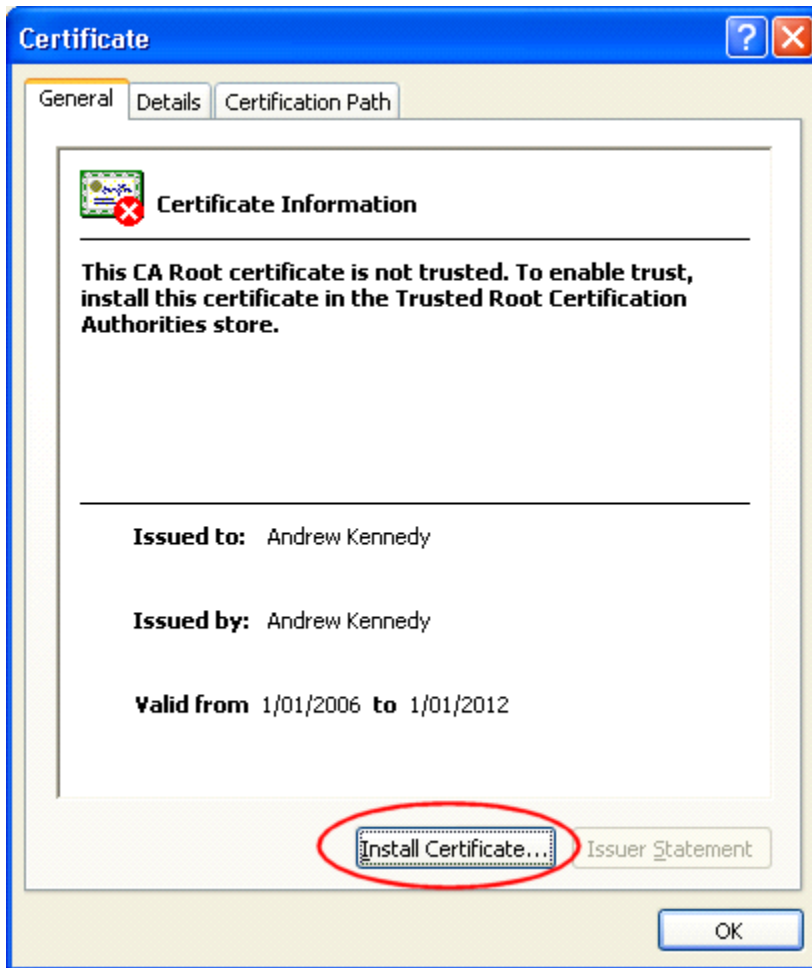 Certificate
General Details Certification Path
Certificate Information
This CA Root certificate is not trusted. To enable trust,
install this certificate in the Trusted Root Certification
Authorities store.
Issued to: Andrew Kennedy
Issued by: Andrew Kennedy
Valid from 1/01/2006 to 1/01/2012
Install Certificate... Issuer Statement
OK